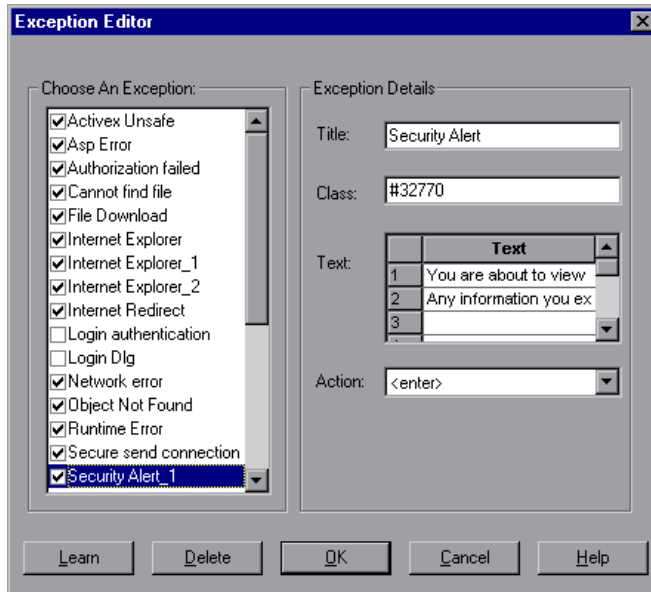 Exception Editor
Choose An Exception:
Activex Unsafe
Asp Error
Authorization failed
Cannot find file
File Download
Internet Explorer
Internet Explorer_1
Internet Explorer_2
Internet Redirect
Login authentication
Login Dlg
Network error
Object Not Found
Runtime Error
Secure send connection
Security Alert_1
Exception Details
Title: Security Alert
Class: #32770
Text:
Text
1 You are about to view
2 Any information you ex
3
Action: <enter>
Learn Delete OK Cancel Help